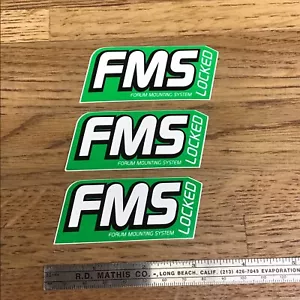 FMS
LOCKED
FORUM MOUNTING SYSTEM
FMS
LOCKED
FORUM MOUNTING SYSTEM
FMS
LOCKED
FORUM MOUNTING SYSTEM
R.D. MATHIS CO. LONG BEACH, CALIF. (213) 426-7049